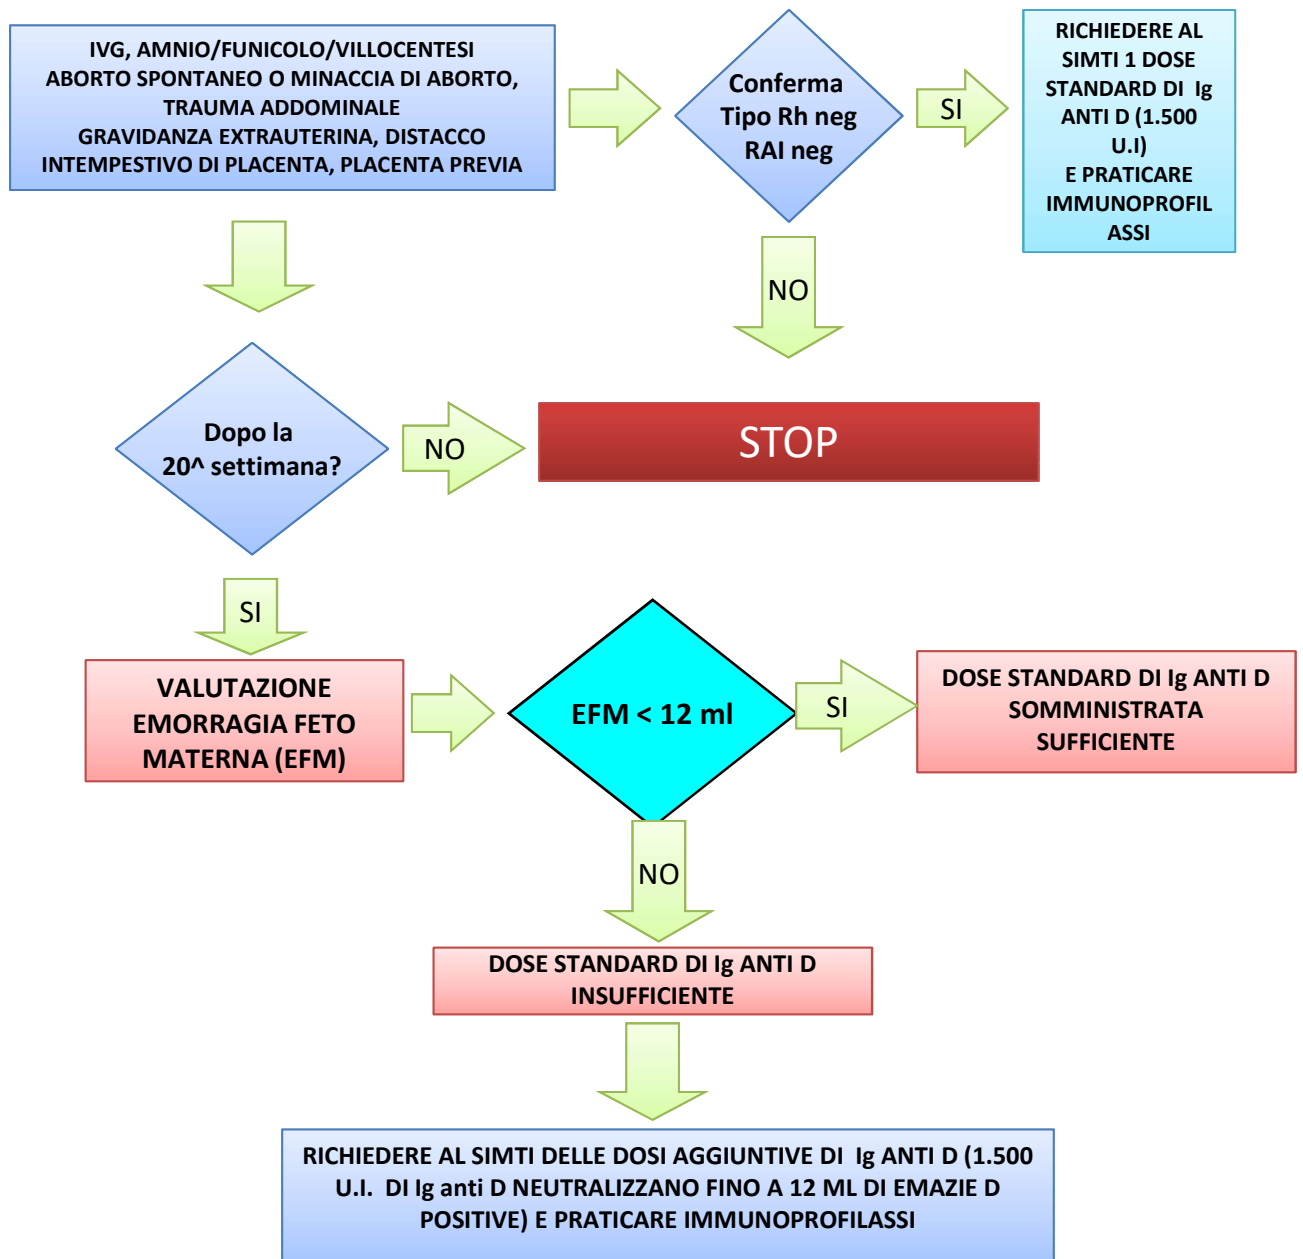 IVG, AMNIO/FUNICOLO/VILLOCENTESI
ABORTO SPONTANEO O MINACCIA DI ABORTO,
TRAUMA ADDOMINALE
GRAVIDANZA EXTRAUTERINA, DISTACCO
INTEMPESTIVO DI PLACENTA, PLACENTA PREVIA
Conferma
Tipo Rh neg
RAI neg
SI
RICHIEDERE AL
SIMTI 1 DOSE
STANDARD DI Ig
ANTI D (1.500
U.I)
E PRATICARE
IMMUNOPROFIL
ASSI
NO
Dopo la
20^ settimana?
NO
STOP
SI
VALUTAZIONE
EMORRAGIA FETO
MATERNA (EFM)
EFM < 12 ml
SI
DOSE STANDARD DI Ig ANTI D
SOMMINISTRATA
SUFFICIENTE
NO
DOSE STANDARD DI Ig ANTI D
INSUFFICIENTE
RICHIEDERE AL SIMTI DELLE DOSI AGGIUNTIVE DI Ig ANTI D (1.500
U.I. DI Ig anti D NEUTRALIZZANO FINO A 12 ML DI EMAZIE D
POSITIVE) E PRATICARE IMMUNOPROFILASSI